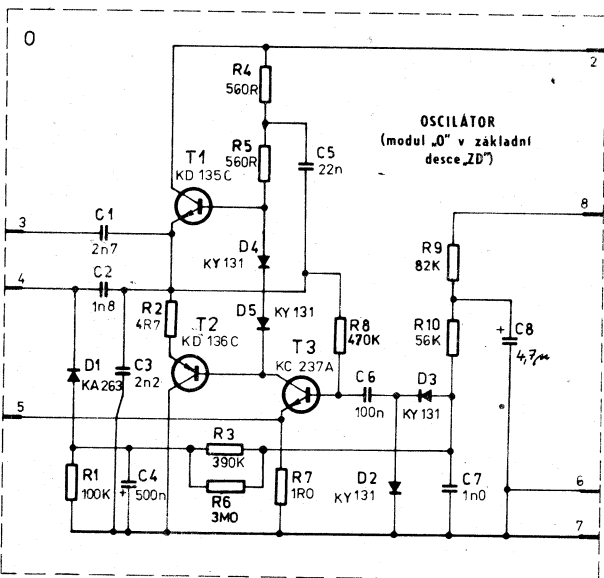 O
2
R4
560R
OSCILÁTOR
(modul „O" v základní
desce „ZD")
R5
560R
C5
22n
T1
KD 135C
8
3
C1
2n7
D4
KY 131
R9
82K
4
C2
1n8
R2
4R7
D5
KY 131
T2
KD 136C
T3
KC 237A
R8
470K
R10
56K
+
C8
4,7µ
D1
KA 263
C3
2n2
C6
100n
D3
KY 131
5
R3
390K
R1
100K
C4
500n
+
R6
3M0
R7
1R0
D2
KY 131
C7
1n0
6
7